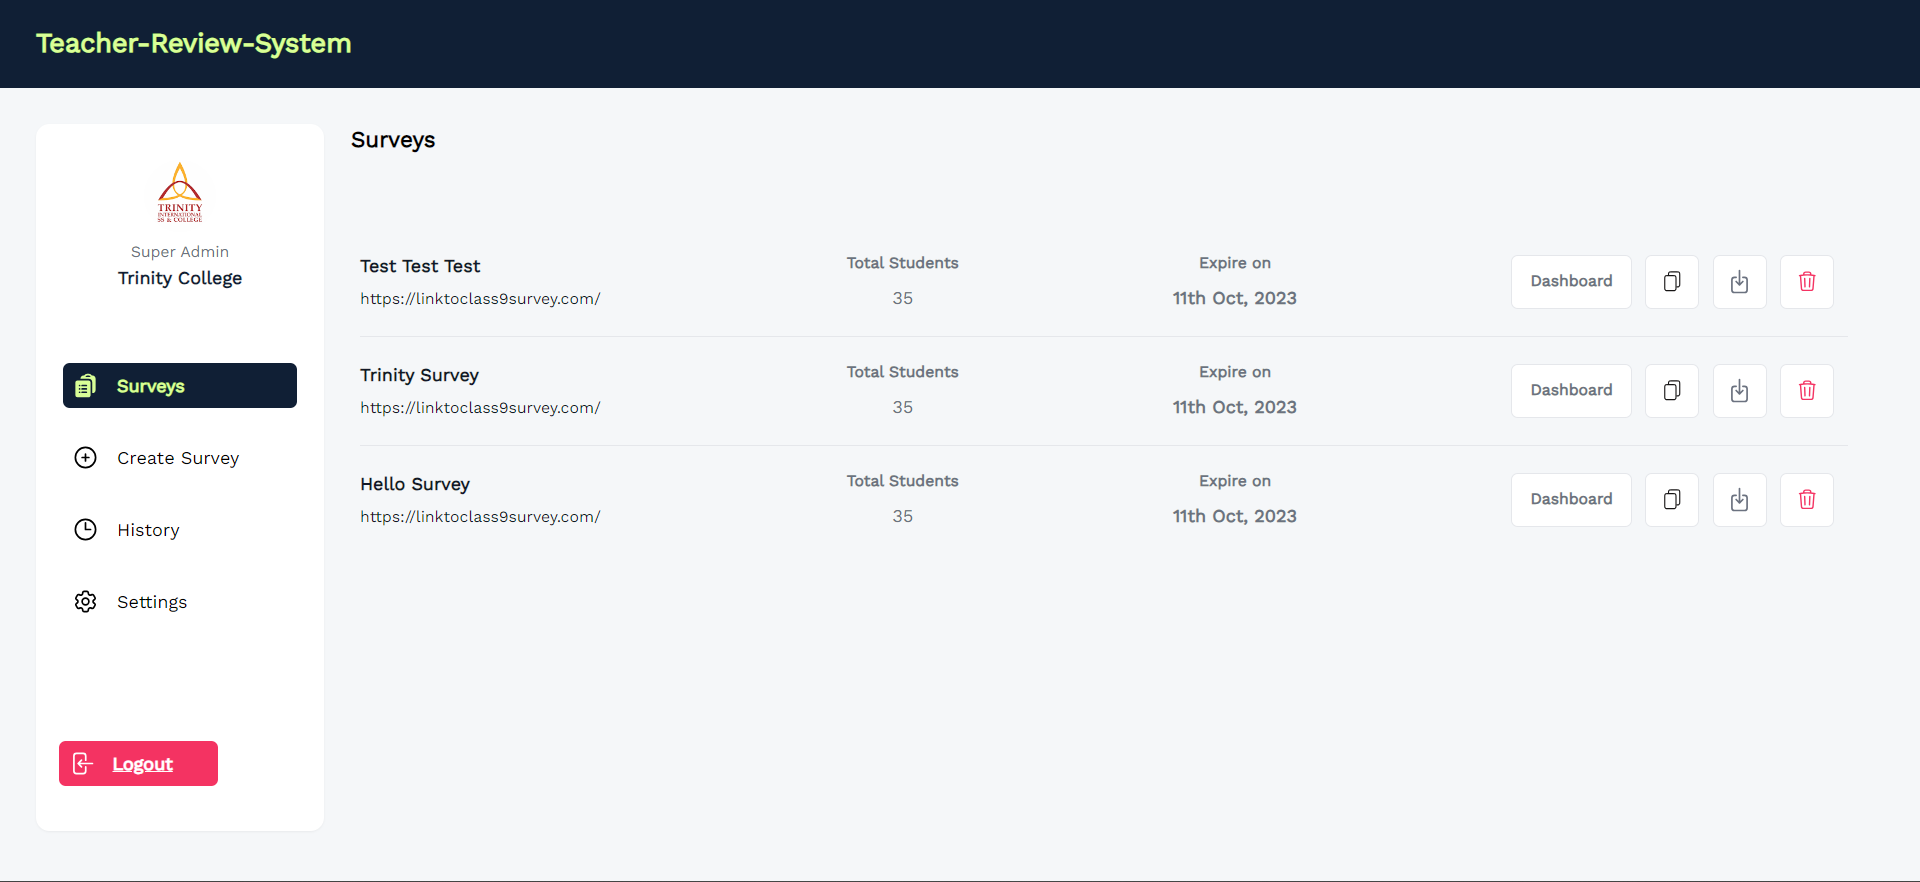 Teacher-Review-System
TRINITY
INTERNATIONAL
SS & COLLEGE
Super Admin
Trinity College
Surveys
Create Survey
History
Settings
Logout
Surveys
Test Test Test
https://linktoclass9survey.com/
Total Students
35
Expire on
11th Oct, 2023
Dashboard
Trinity Survey
https://linktoclass9survey.com/
Total Students
35
Expire on
11th Oct, 2023
Dashboard
Hello Survey
https://linktoclass9survey.com/
Total Students
35
Expire on
11th Oct, 2023
Dashboard